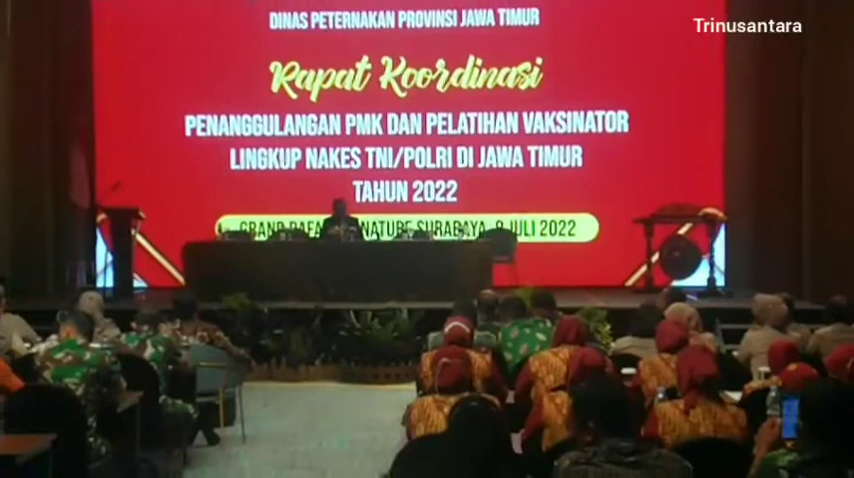 Trinusantara
DINAS PETERNAKAN PROVINSI JAWA TIMUR
Rapat Koordinasi
PENANGGULANGAN PMK DAN PELATIHAN VAKSINATOR
LINGKUP NAKES TNI/POLRI DI JAWA TIMUR
TAHUN 2022
GRAND SURABAYA, JULI 2022